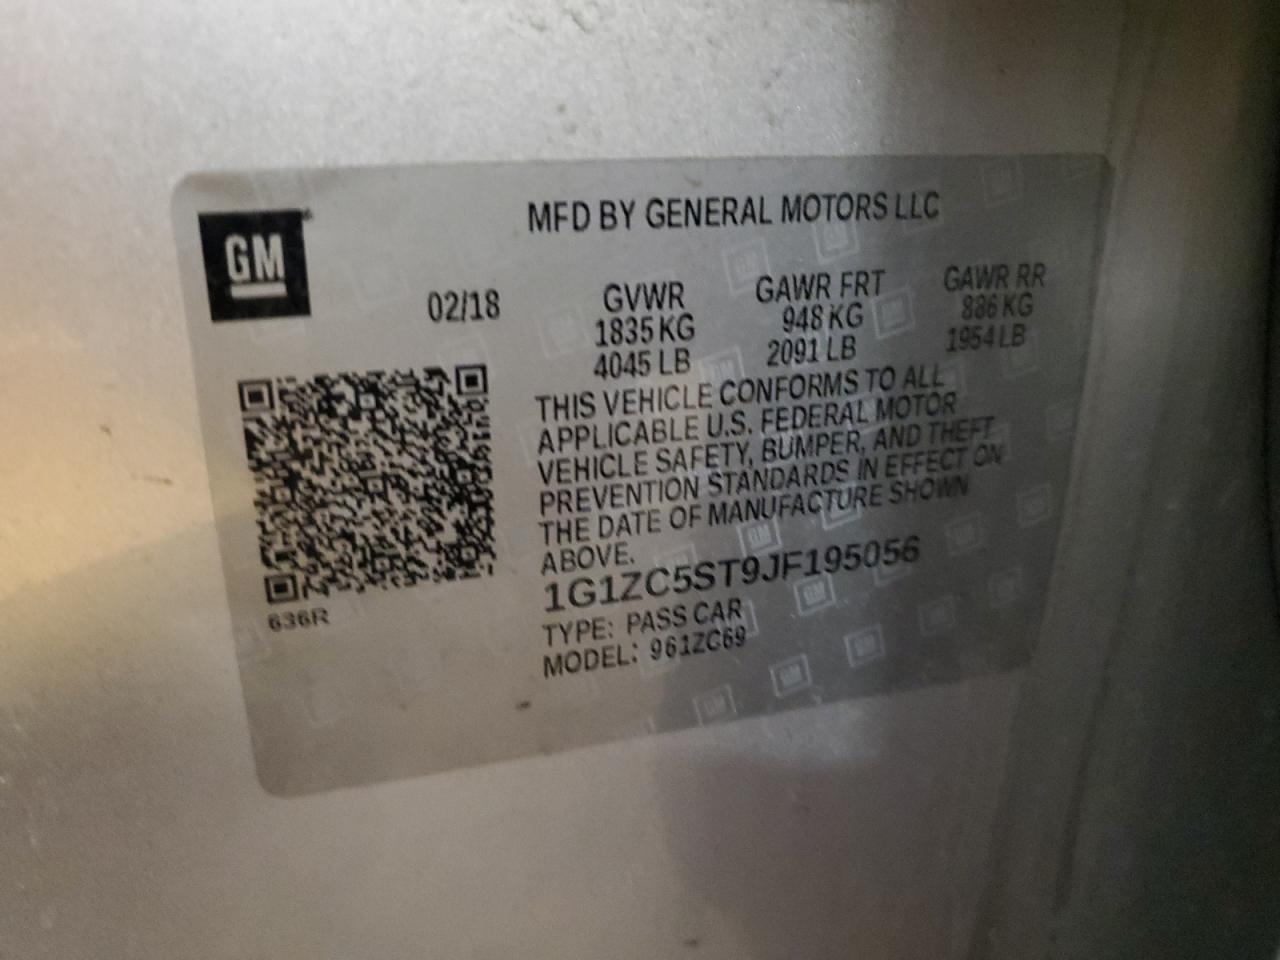 GM
MFD BY GENERAL MOTORS LLC
02/18
GVWR GAWR FRT GAWR RR
1835 KG 948 KG 886 KG
4045 LB 2091 LB 1954 LB
THIS VEHICLE CONFORMS TO ALL
APPLICABLE U.S. FEDERAL MOTOR
VEHICLE SAFETY, BUMPER, AND THEFT
PREVENTION STANDARDS IN EFFECT ON
THE DATE OF MANUFACTURE SHOWN
ABOVE.
1G1ZC5ST9JF195056
TYPE: PASS CAR
MODEL: 961ZC69
636R